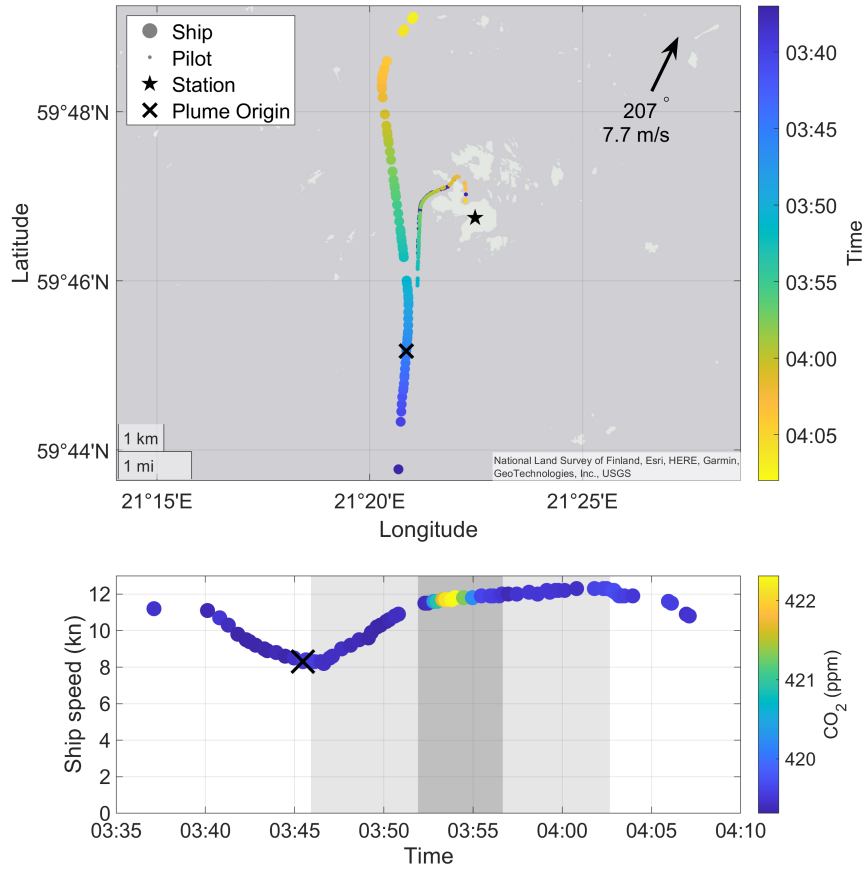 Ship
Pilot
Station
Plume Origin
207 °
7.7 m/s
59°48'N
59°46'N
59°44'N
Latitude
1 km
1 mi
National Land Survey of Finland, Esri, HERE, Garmin,
GeoTechnologies, Inc., USGS
21°15'E
21°20'E
21°25'E
Longitude
03:40
03:45
03:50
03:55
04:00
04:05
Time
12
10
8
6
4
2
0
Ship speed (kn)
03:35
03:40
03:45
03:50
03:55
04:00
04:05
04:10
Time
422
421
420
CO2 (ppm)